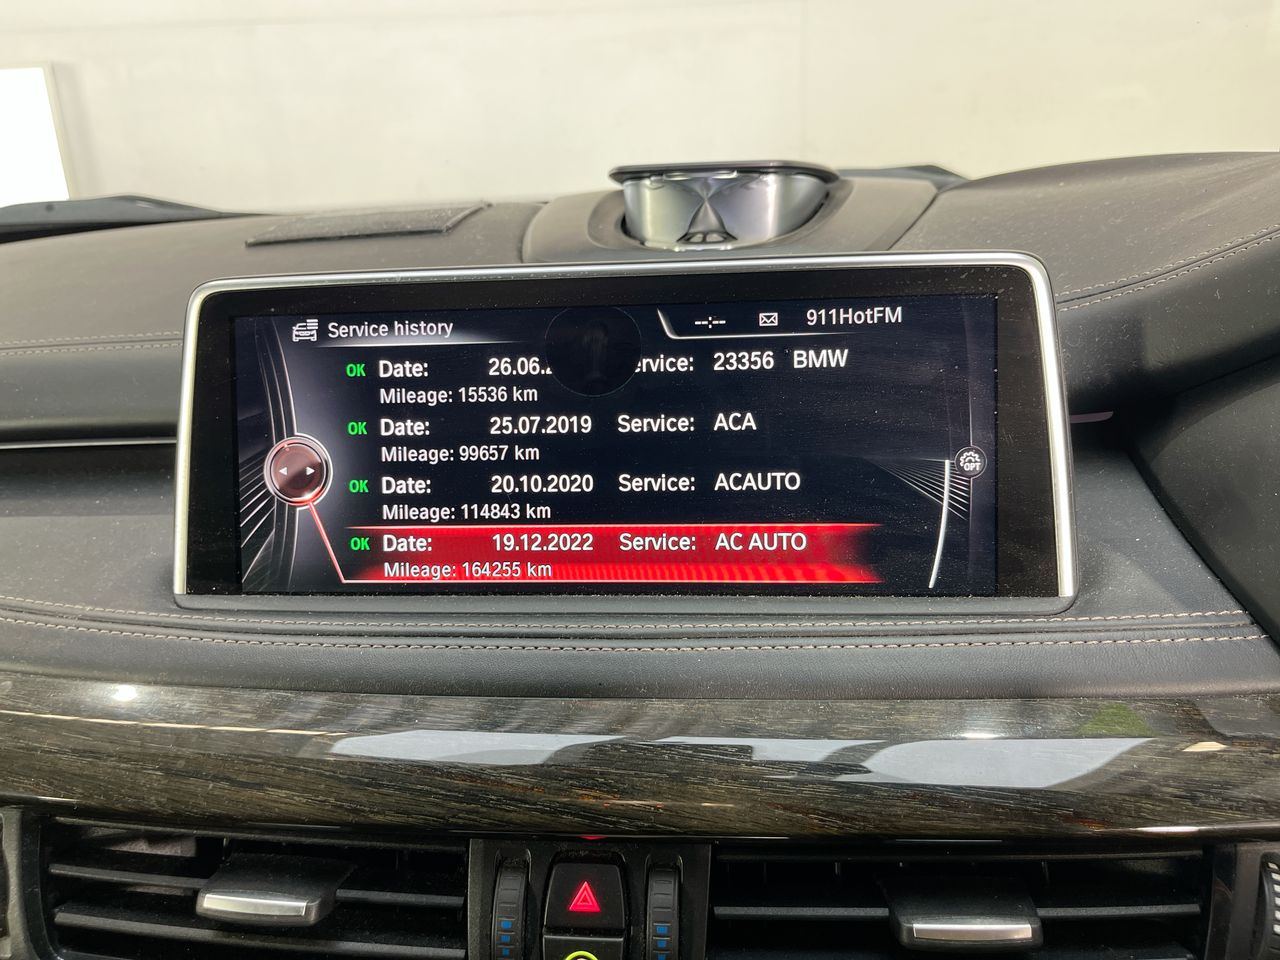 Service history
--:-- 911HotFM
OK Date: 26.06. Service: 23356 BMW
Mileage: 15536 km
OK Date: 25.07.2019 Service: ACA
Mileage: 99657 km
OK Date: 20.10.2020 Service: ACAUTO
Mileage: 114843 km
OK Date: 19.12.2022 Service: AC AUTO
Mileage: 164255 km
OPT